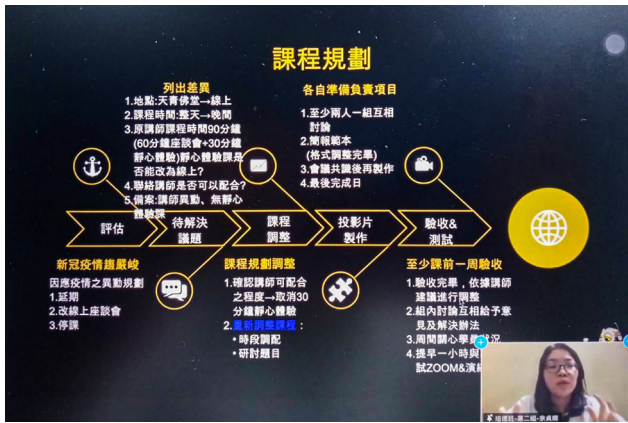 課程規劃
列出差異
1.地點:天青佛堂→線上
2.課程時間:整天→晚間
3.原講師課程時間90分鐘
(60分鐘座談會+30分鐘
靜心體驗)靜心體驗課是
否能改為線上?
4.聯絡講師是否可以配合?
5.備案:講師異動、無靜心
體驗課
各自準備負責項目
1.至少兩人一組互相
討論
2.簡報範本
(格式調整完畢)
3.會議共識後再製作
4.最後完成日
評估
待解決
議題
課程
調整
投影片
製作
驗收&
測試
新冠疫情趨嚴峻
因應疫情之異動規劃
1.延期
2.改線上座談會
3.停課
課程規劃調整
1.確認講師可配合
之程度→取消30
分鐘靜心體驗
2.重新調整課程:
•時段調配
•研討題目
至少課前一周驗收
1.驗收完畢,依據講師
建議進行調整
2.組內討論互相給予意
見及解決辦法
3.周間關心學員狀況
4.提早一小時與
試ZOOM&演練
培德班-第二組-余貞嫺